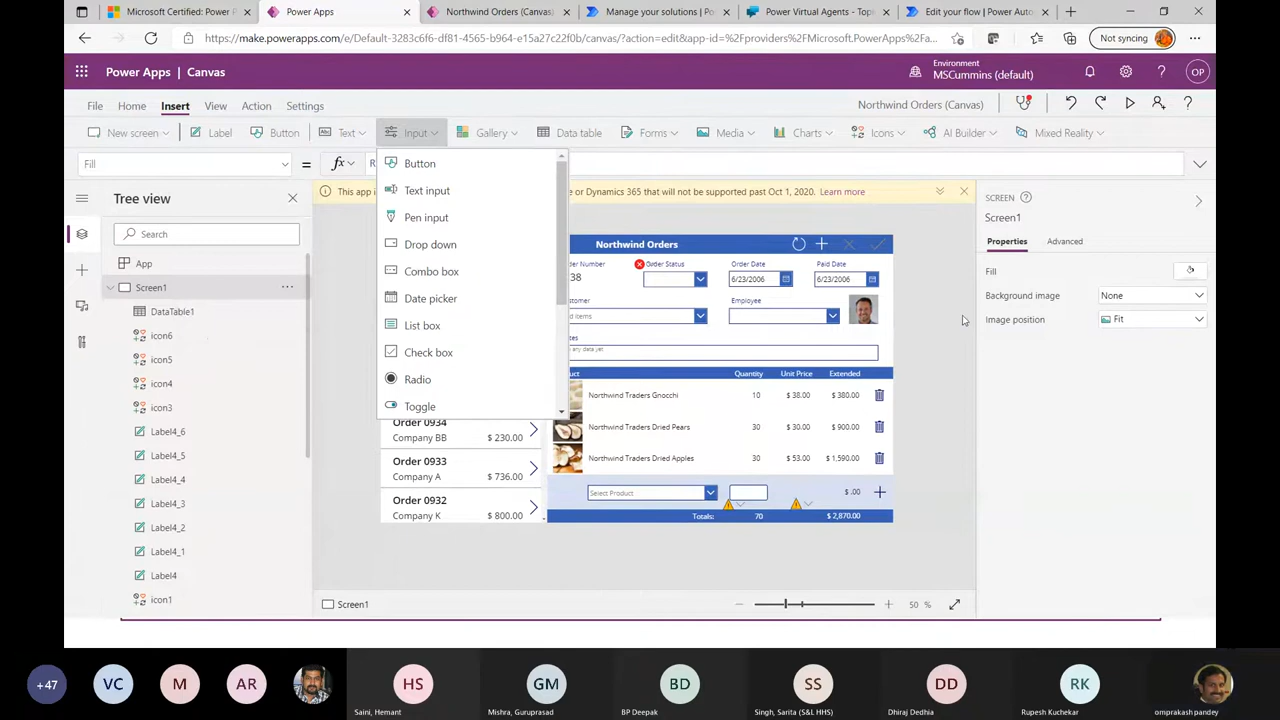 Microsoft Certified: Power Pl
Power Apps
Northwind Orders (Canvas)
Manage your solutions | Po
Power Virtual Agents - Topi
Edit your flow | Power Auto
https://make.powerapps.com/e/Default-3283c6f6-df81-4565-b964-e15a27c22f0b/canvas/?action=edit&app-id=%2Fproviders%2FMicrosoft.PowerApps%2Fa...
Not syncing
Power Apps | Canvas
Environment
MSCummins (default)
OP
File Home Insert View Action Settings
Northwind Orders (Canvas)
New screen Label Button Text Input Gallery Data table Forms Media Charts Icons AI Builder Mixed Reality
Fill = fx R
Tree view
Search
App
Screen1
DataTable1
icon6
icon5
icon4
icon3
Label4_6
Label4_5
Label4_4
Label4_3
Label4_2
Label4_1
Label4
icon1
Button
Text input
Pen input
Drop down
Combo box
Date picker
List box
Check box
Radio
Toggle
This app i
e or Dynamics 365 that will not be supported past Oct 1, 2020. Learn more
Northwind Orders
der Number Order Status Order Date Paid Date
38 6/23/2006 6/23/2006
ustomer Employee
d items
tes
any data yet
duct Quantity Unit Price Extended
Northwind Traders Gnocchi 10 $ 38.00 $ 380.00
Northwind Traders Dried Pears 30 $ 30.00 $ 900.00
Northwind Traders Dried Apples 30 $ 53.00 $ 1,590.00
Select Product $ .00
Totals: 70 $ 2,870.00
Order 0934
Company BB $ 230.00
Order 0933
Company A $ 736.00
Order 0932
Company K $ 800.00
Screen1
50 %
SCREEN
Screen1
Properties Advanced
Fill
Background image None
Image position Fit
+47
VC
M
AR
HS
GM
BD
SS
DD
RK
Saini, Hemant
Mishra, Guruprasad
BP Deepak
Singh, Sarita (S&L HHS)
Dhiraj Dedhia
Rupesh Kuchekar
omprakash pandey